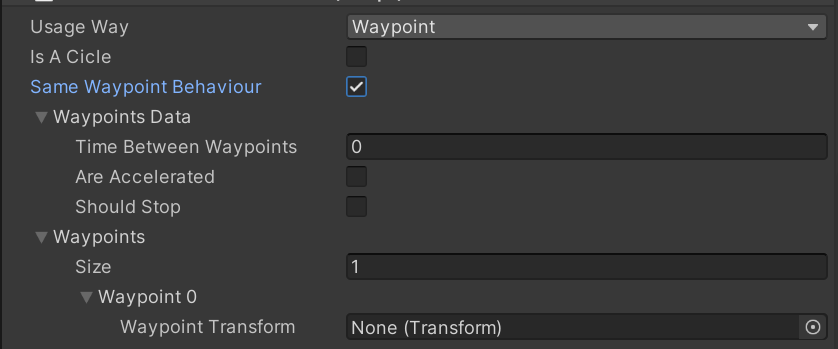 Usage Way Waypoint
Is A Cicle
Same Waypoint Behaviour
Waypoints Data
Time Between Waypoints 0
Are Accelerated
Should Stop
Waypoints
Size 1
Waypoint 0
Waypoint Transform None (Transform)